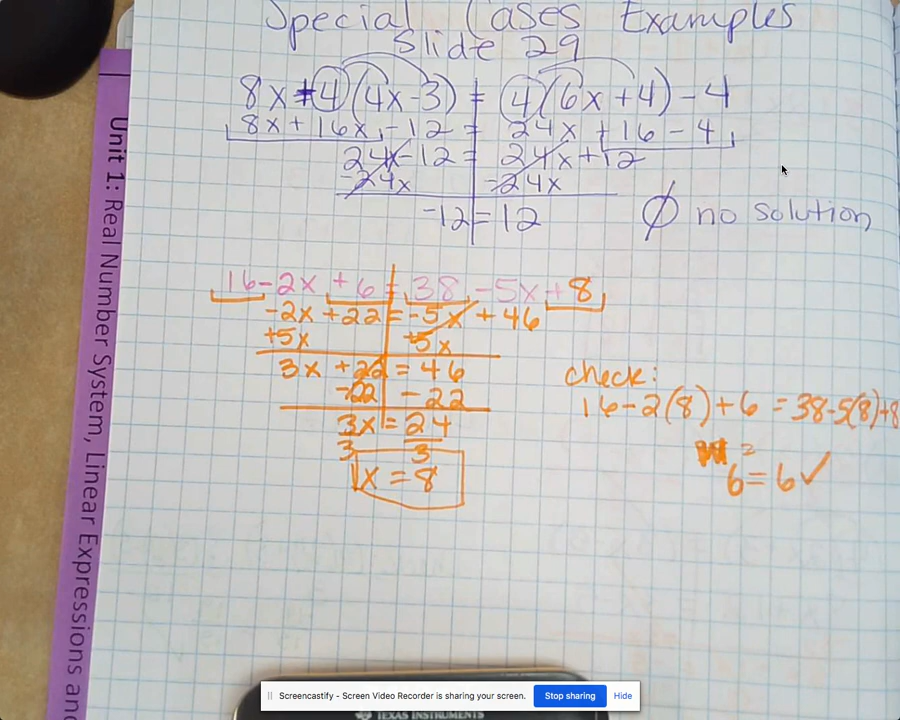 Special Cases Examples
Slide 29
8x + 4(4x - 3) = 4(6x + 4) - 4
8x + 16x - 12 = 24x + 16 - 4
24x - 12 = 24x + 12
-24x -24x
-12 = 12 ∅ no solution
16 - 2x + 6 = 38 - 5x + 8
-2x + 22 = -5x + 46
+5x +5x
3x + 22 = 46
-22 -22
3x = 24
3 3
x = 8
check:
16 - 2(8) + 6 = 38 - 5(8) + 8
6 = 6 ✓
Unit 1: Real Number System, Linear Expressions and
Screencastify - Screen Video Recorder is sharing your screen. Stop sharing Hide
TEXAS INSTRUMENTS